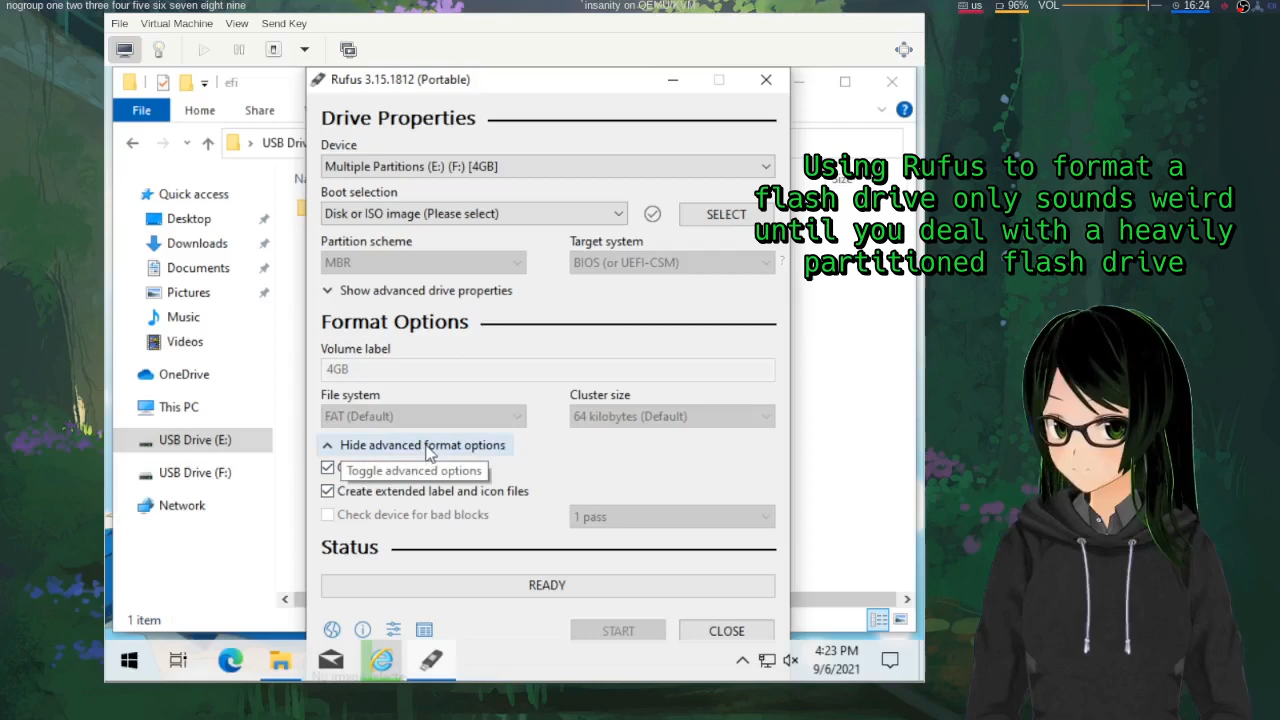 nogroup one two three four five six seven eight nine
insanity on QEMU/KVM
us
96%
VOL
16:24
File Virtual Machine View Send Key
efi
File Home Share
USB Driv
Quick access
Desktop
Downloads
Documents
Pictures
Music
Videos
OneDrive
This PC
USB Drive (E:)
USB Drive (F:)
Network
1 item
Rufus 3.15.1812 (Portable)
Drive Properties
Device
Multiple Partitions (E:) (F:) [4GB]
Boot selection
Disk or ISO image (Please select)
SELECT
Partition scheme Target system
MBR BIOS (or UEFI-CSM) ?
Show advanced drive properties
Format Options
Volume label
4GB
File system Cluster size
FAT (Default) 64 kilobytes (Default)
Hide advanced format options
Toggle advanced options
Create extended label and icon files
Check device for bad blocks 1 pass
Status
READY
START CLOSE
4:23 PM
9/6/2021
Using Rufus to format a
flash drive only sounds weird
until you deal with a heavily
partitioned flash drive